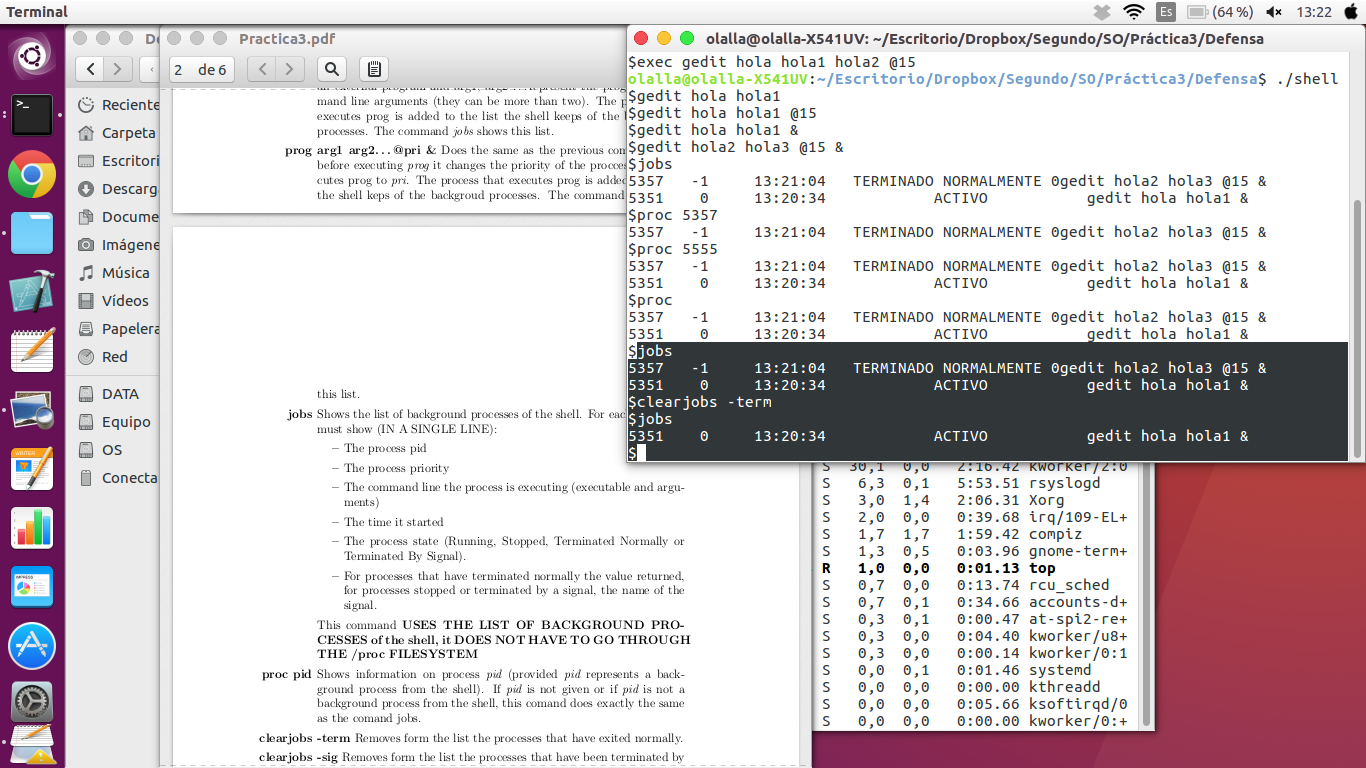 Terminal
Es
(64 %)
13:22
Practica3.pdf
2 de 6
Reciente
Carpeta
Escritori
Descarg
Docume
Imágene
Música
Vídeos
Papelera
Red
DATA
Equipo
OS
Conecta
mand line arguments (they can be more than two). The p
executes prog is added to the list the shell keeps of the b
processes. The command jobs shows this list.
prog arg1 arg2...@pri & Does the same as the previous com
before executing prog it changes the priority of the procces
cutes prog to pri. The process that executes prog is added
the shell keps of the backgroud processes. The command
this list.
jobs Shows the list of background processes of the shell. For eac
must show (IN A SINGLE LINE):
– The process pid
– The process priority
– The command line the process is executing (executable and argu-
ments)
– The time it started
– The process state (Running, Stopped, Terminated Normally or
Terminated By Signal).
– For processes that have terminated normally the value returned,
for processes stopped or terminated by a signal, the name of the
signal.
This command USES THE LIST OF BACKGROUND PRO-
CESSES of the shell, it DOES NOT HAVE TO GO THROUGH
THE /proc FILESYSTEM
proc pid Shows information on process pid (provided pid represents a back-
ground process from the shell). If pid is not given or if pid is not a
background process from the shell, this comand does exactly the same
as the comand jobs.
clearjobs -term Removes form the list the processes that have exited normally.
clearjobs -sig Removes form the list the processes that have been terminated by
olalla@olalla-X541UV: ~/Escritorio/Dropbox/Segundo/SO/Práctica3/Defensa
$exec gedit hola hola1 hola2 @15
olalla@olalla-X541UV:~/Escritorio/Dropbox/Segundo/SO/Práctica3/Defensa$ ./shell
$gedit hola hola1
$gedit hola hola1 @15
$gedit hola hola1 &
$gedit hola2 hola3 @15 &
$jobs
5357 -1 13:21:04 TERMINADO NORMALMENTE 0gedit hola2 hola3 @15 &
5351 0 13:20:34 ACTIVO gedit hola hola1 &
$proc 5357
5357 -1 13:21:04 TERMINADO NORMALMENTE 0gedit hola2 hola3 @15 &
$proc 5555
5357 -1 13:21:04 TERMINADO NORMALMENTE 0gedit hola2 hola3 @15 &
5351 0 13:20:34 ACTIVO gedit hola hola1 &
$proc
5357 -1 13:21:04 TERMINADO NORMALMENTE 0gedit hola2 hola3 @15 &
5351 0 13:20:34 ACTIVO gedit hola hola1 &
$jobs
5357 -1 13:21:04 TERMINADO NORMALMENTE 0gedit hola2 hola3 @15 &
5351 0 13:20:34 ACTIVO gedit hola hola1 &
$clearjobs -term
$jobs
5351 0 13:20:34 ACTIVO gedit hola hola1 &
$
S 30,1 0,0 2:16.42 kworker/2:0
S 6,3 0,1 5:53.51 rsyslogd
S 3,0 1,4 2:06.31 Xorg
S 2,0 0,0 0:39.68 irq/109-EL+
S 1,7 1,7 1:59.42 compiz
S 1,3 0,5 0:03.96 gnome-term+
R 1,0 0,0 0:01.13 top
S 0,7 0,0 0:13.74 rcu_sched
S 0,7 0,1 0:34.66 accounts-d+
S 0,3 0,1 0:00.47 at-spi2-re+
S 0,3 0,0 0:04.40 kworker/u8+
S 0,3 0,0 0:00.14 kworker/0:1
S 0,0 0,1 0:01.46 systemd
S 0,0 0,0 0:00.00 kthreadd
S 0,0 0,0 0:05.66 ksoftirqd/0
S 0,0 0,0 0:00.00 kworker/0:+